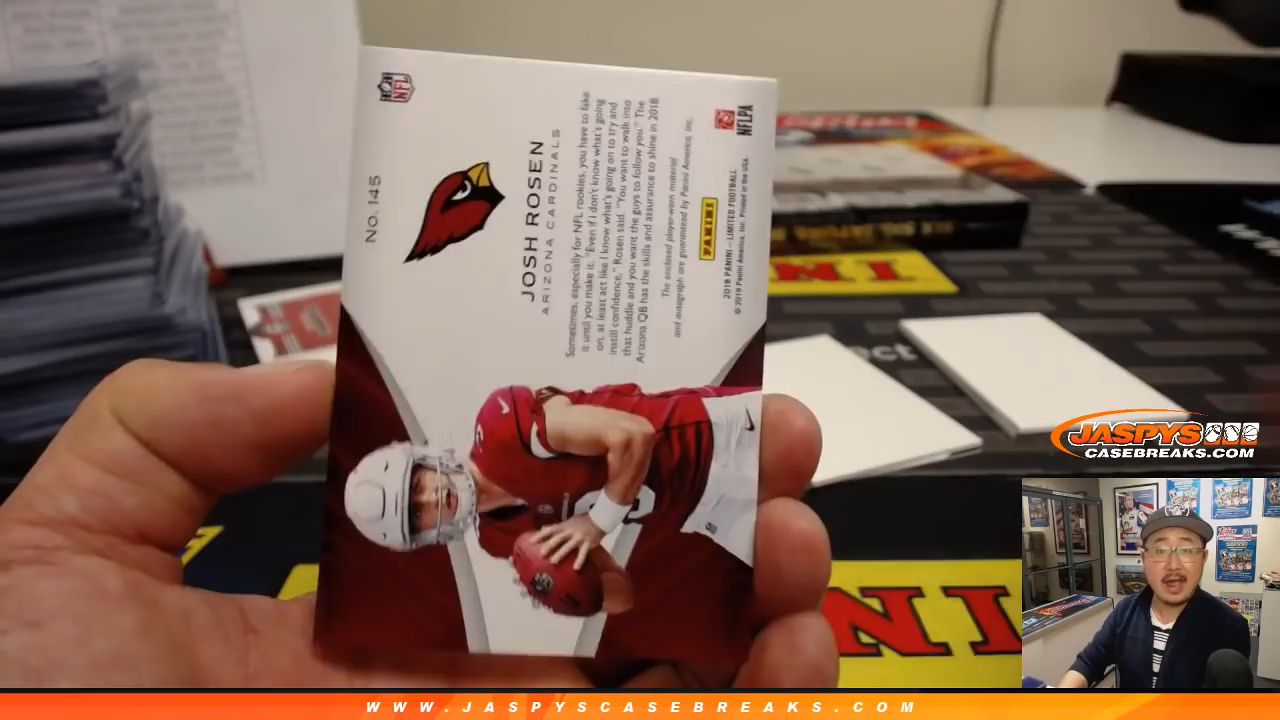 No. 145
NFL
JOSH ROSEN
ARIZONA CARDINALS
Sometimes, especially for NFL rookies, you have to fake
it until you make it. "Even if I don't know what's going
on, at least act like I know what's going on to try and
instill confidence," Rosen said. "You want to walk into
that huddle and you want the guys to follow you." The
Arizona QB has the skills and assurance to shine in 2018
The enclosed player-worn material
and autograph are guaranteed by Panini America, Inc.
PANINI
2018 PANINI – LIMITED FOOTBALL
© 2019 Panini America, Inc. Printed in the USA.
NFLPA
JASPYS
CASEBREAKS.COM
WWW.JASPYSCASEBREAKS.COM